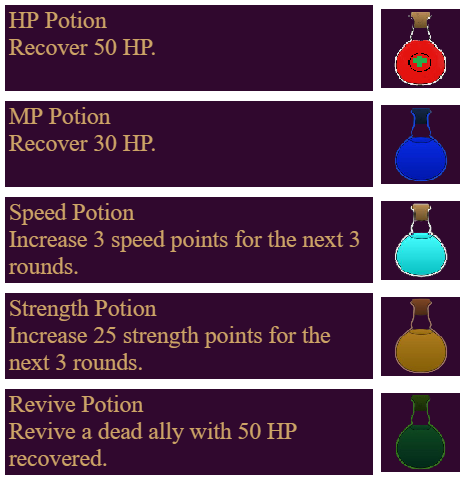 HP Potion
Recover 50 HP.
MP Potion
Recover 30 HP.
Speed Potion
Increase 3 speed points for the next 3
rounds.
Strength Potion
Increase 25 strength points for the
next 3 rounds.
Revive Potion
Revive a dead ally with 50 HP
recovered.